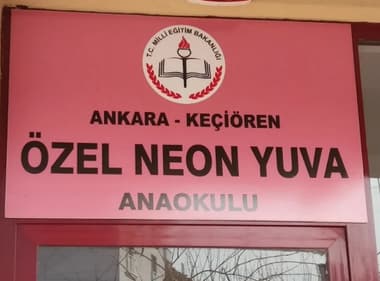 T.C. MİLLİ EĞİTİM BAKANLIĞI
ANKARA - KEÇİÖREN
ÖZEL NEON YUVA
ANAOKULU